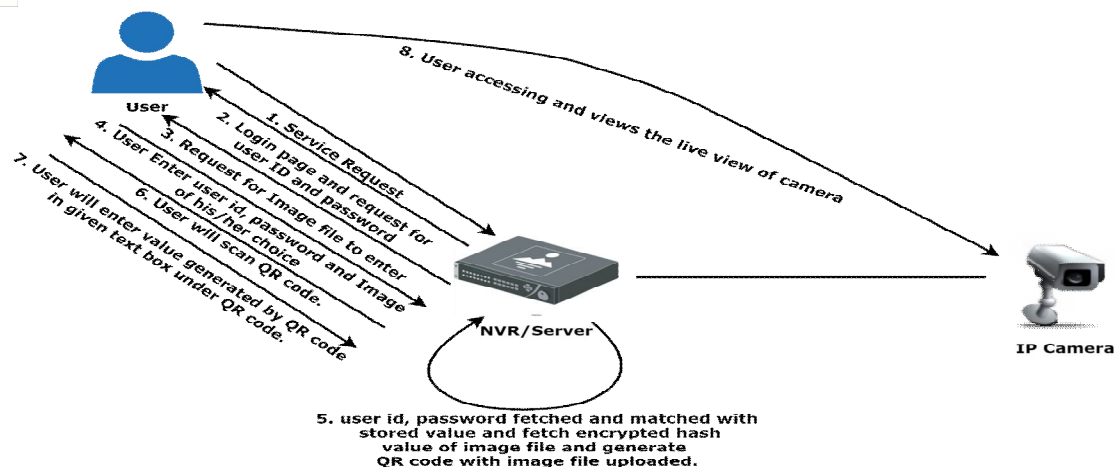 User
8. User accessing and views the live view of camera
1. Service Request
2. Login page and request for
user ID and password
3. Request for Image file to enter
4. User Enter user id, password and Image
of his/her choice
6. User will scan QR code.
7. User will enter value generated by QR code
in given text box under QR code.
NVR/Server
IP Camera
5. user id, password fetched and matched with
stored value and fetch encrypted hash
value of image file and generate
QR code with image file uploaded.